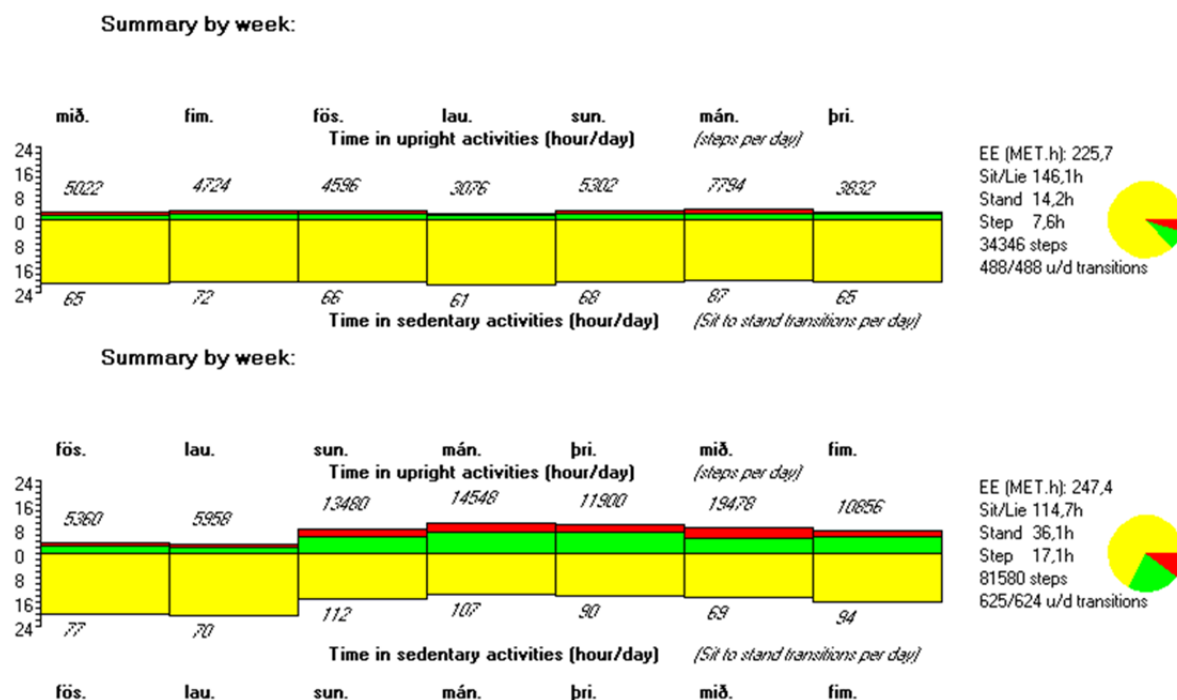 Summary by week:
mið. fim. fös. lau. sun. mán. þri.
Time in upright activities (hour/day) (steps per day)
24
16
8
0
8
16
24
5022 4724 4596 3076 5302 7794 3832
65 72 66 61 68 87 65
Time in sedentary activities (hour/day) (Sit to stand transitions per day)
EE (MET.h): 225,7
Sit/Lie 146,1h
Stand 14,2h
Step 7,6h
34346 steps
488/488 u/d transitions
Summary by week:
fös. lau. sun. mán. þri. mið. fim.
Time in upright activities (hour/day) (steps per day)
24
16
8
0
8
16
24
5360 5958 13480 14548 11900 19478 10856
77 70 112 107 90 69 94
Time in sedentary activities (hour/day) (Sit to stand transitions per day)
EE (MET.h): 247,4
Sit/Lie 114,7h
Stand 36,1h
Step 17,1h
81580 steps
625/624 u/d transitions
fös. lau. sun. mán. þri. mið. fim.